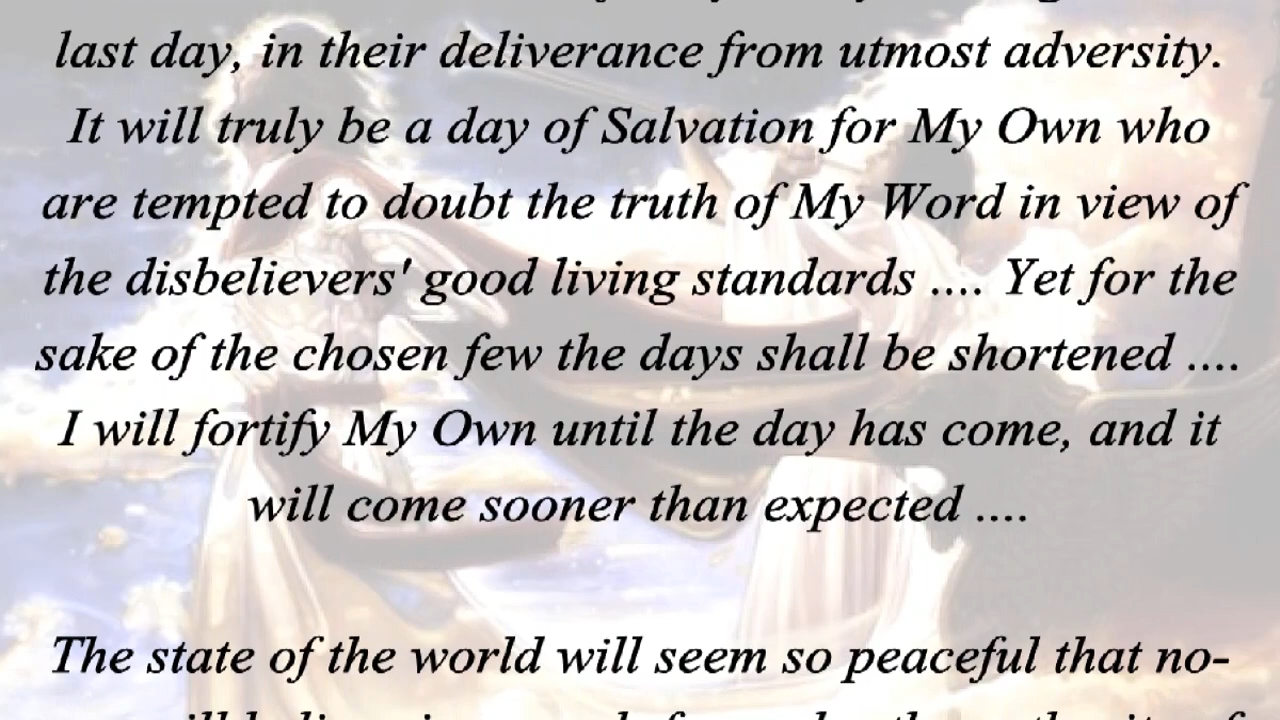 last day, in their deliverance from utmost adversity.
It will truly be a day of Salvation for My Own who
are tempted to doubt the truth of My Word in view of
the disbelievers' good living standards .... Yet for the
sake of the chosen few the days shall be shortened ....
I will fortify My Own until the day has come, and it
will come sooner than expected ....
The state of the world will seem so peaceful that no-